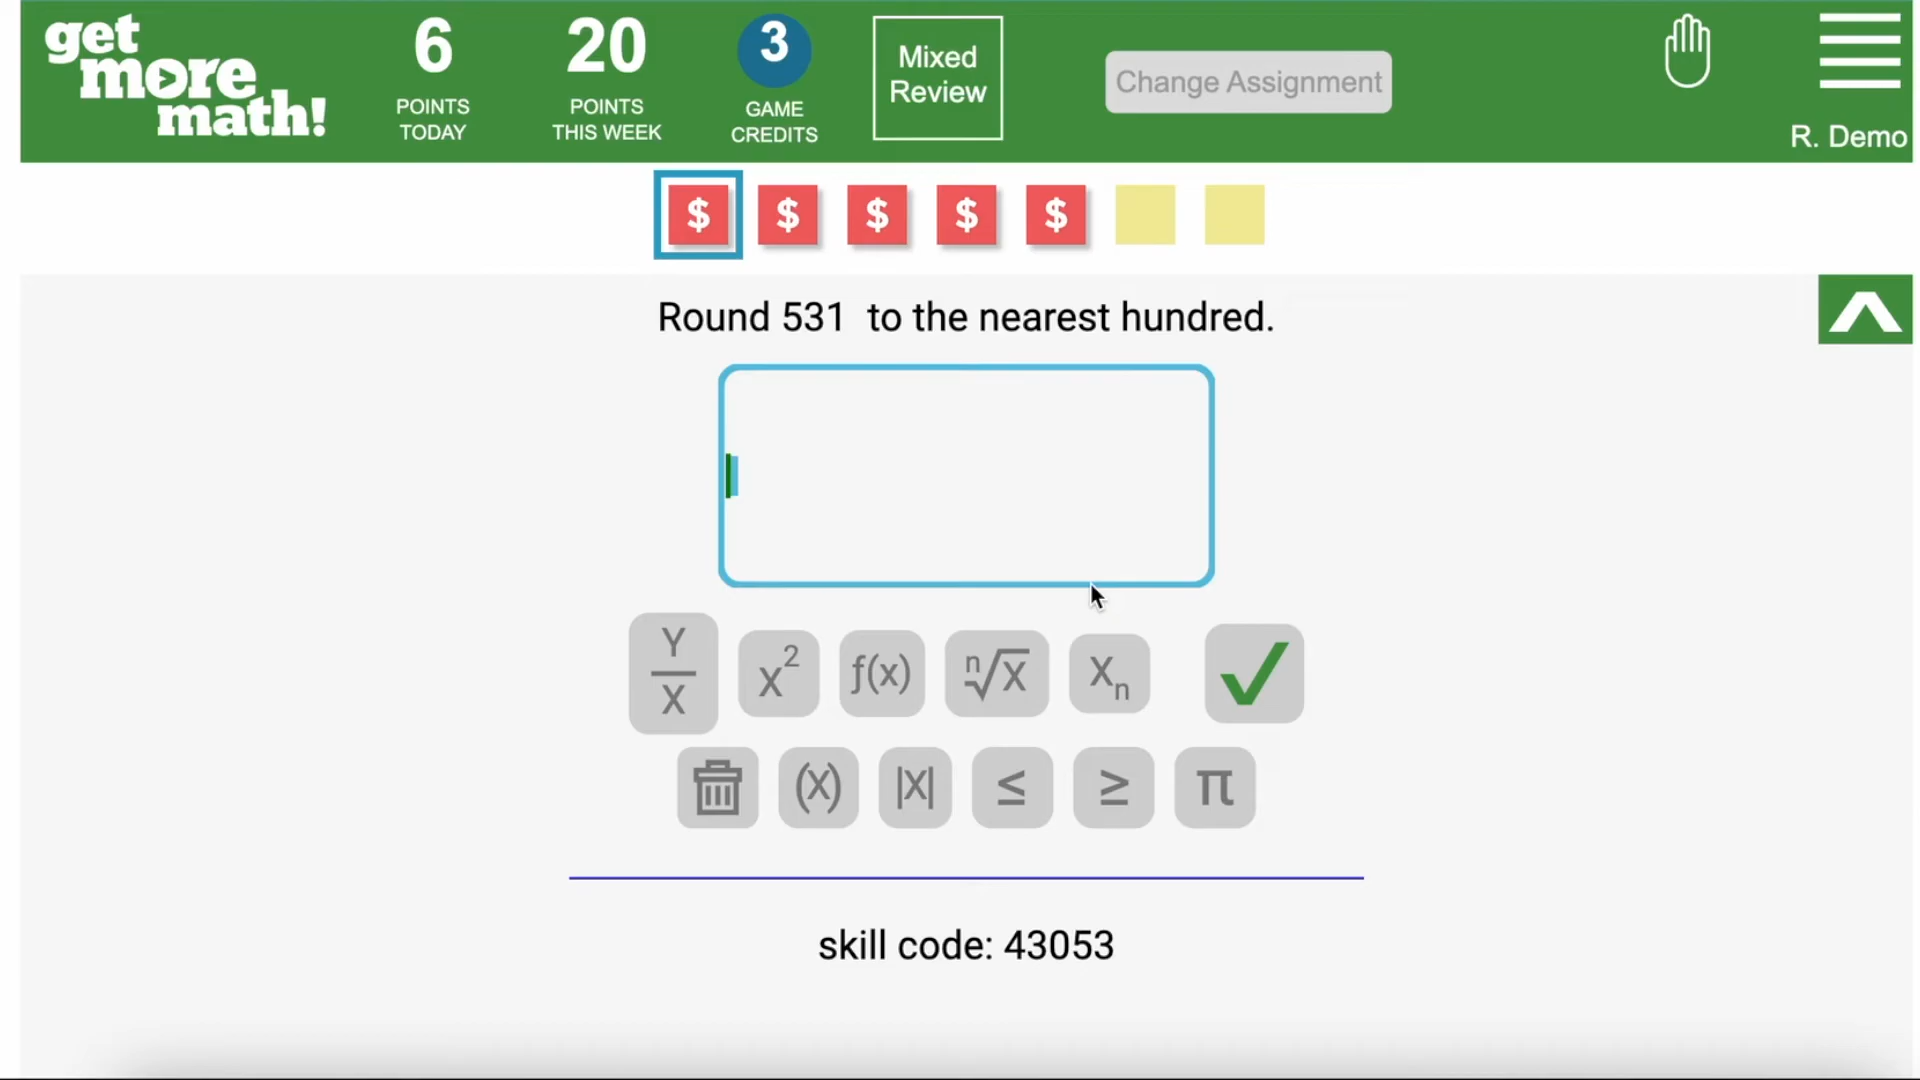 get
more
math!
6
POINTS
TODAY
20
POINTS
THIS WEEK
3
GAME
CREDITS
Mixed
Review
Change Assignment
R. Demo
$ $ $ $ $
Round 531 to the nearest hundred.
Y
X
x²
f(x)
ⁿ√x
Xₙ
(X)
|X|
≤
≥
π
skill code: 43053